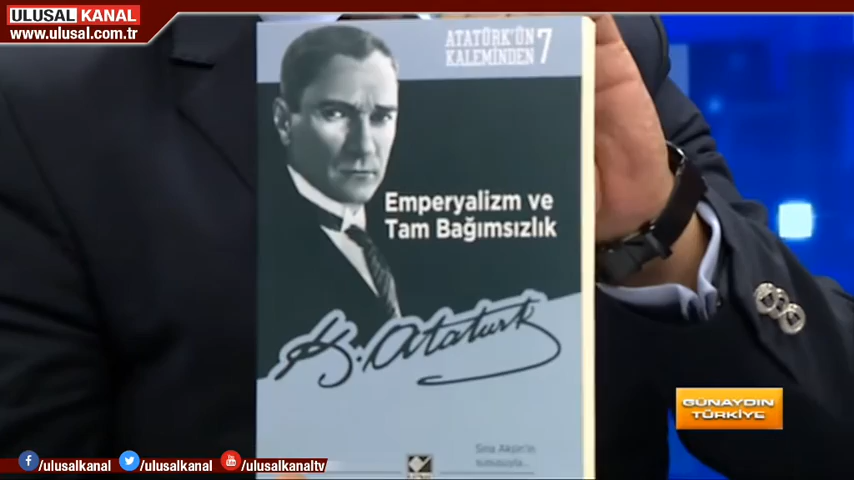 ULUSAL KANAL
www.ulusal.com.tr
ATATÜRK'ÜN
KALEMİNDEN 7
Emperyalizm ve
Tam Bağımsızlık
K. Atatürk
Sina Akşin'in
sunuşuyla...
GÜNAYDIN
TÜRKİYE
/ulusalkanal
/ulusalkanal
/ulusalkanaltv